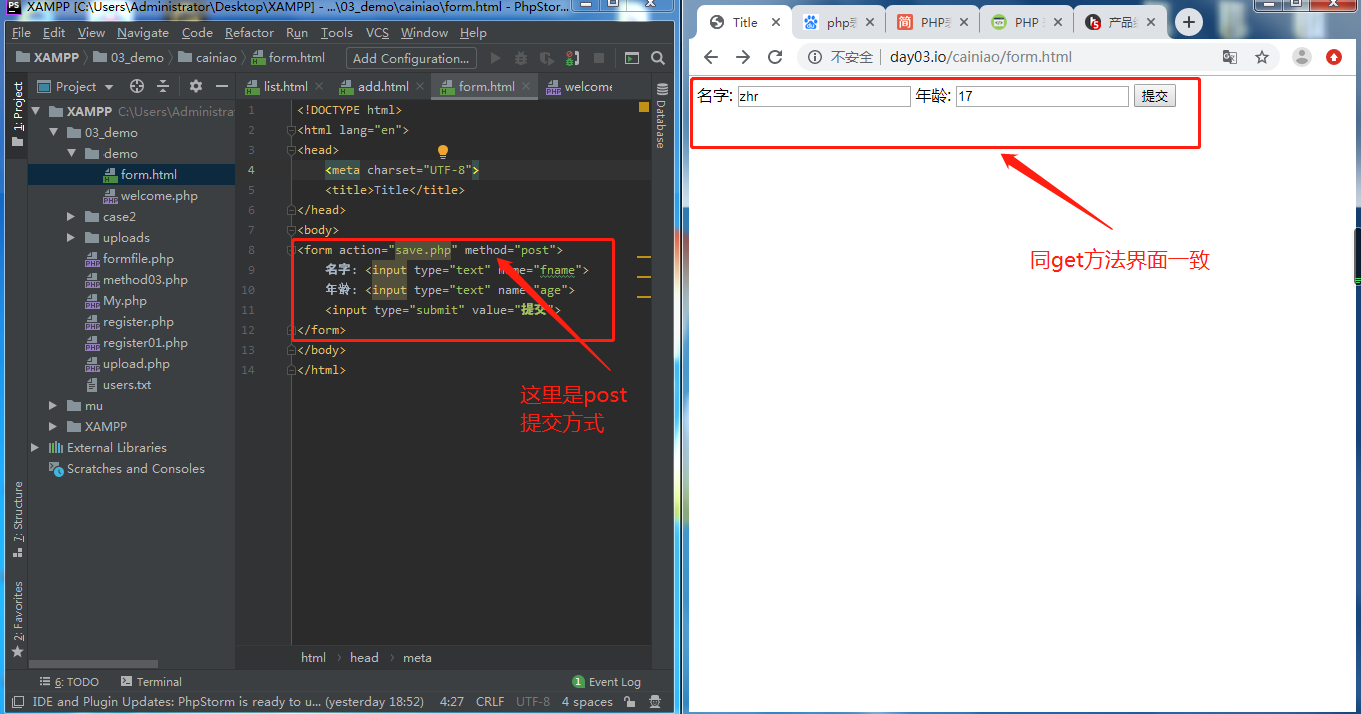 XAMPP [C:\Users\Administrator\Desktop\XAMPP] - ...\03_demo\cainiao\form.html - PhpStorm...
File Edit View Navigate Code Refactor Run Tools VCS Window Help
XAMPP 03_demo cainiao form.html Add Configuration...
Project
list.html add.html form.html welcome
1: Project
7: Structure
2: Favorites
Database
XAMPP C:\Users\Administra
03_demo
demo
form.html
welcome.php
case2
uploads
formfile.php
method03.php
My.php
register.php
register01.php
upload.php
users.txt
mu
XAMPP
External Libraries
Scratches and Consoles
1 <!DOCTYPE html>
2 <html lang="en">
3 <head>
4 <meta charset="UTF-8">
5 <title>Title</title>
6 </head>
7 <body>
8 <form action="save.php" method="post">
9 名字: <input type="text" name="fname">
10 年龄: <input type="text" name="age">
11 <input type="submit" value="提交">
12 </form>
13 </body>
14 </html>
这里是post
提交方式
html head meta
6: TODO Terminal 1 Event Log
IDE and Plugin Updates: PhpStorm is ready to u... (yesterday 18:52) 4:27 CRLF UTF-8 4 spaces
Title php PHP PHP 产品
不安全 day03.io/cainiao/form.html
名字: zhr 年龄: 17 提交
同get方法界面一致